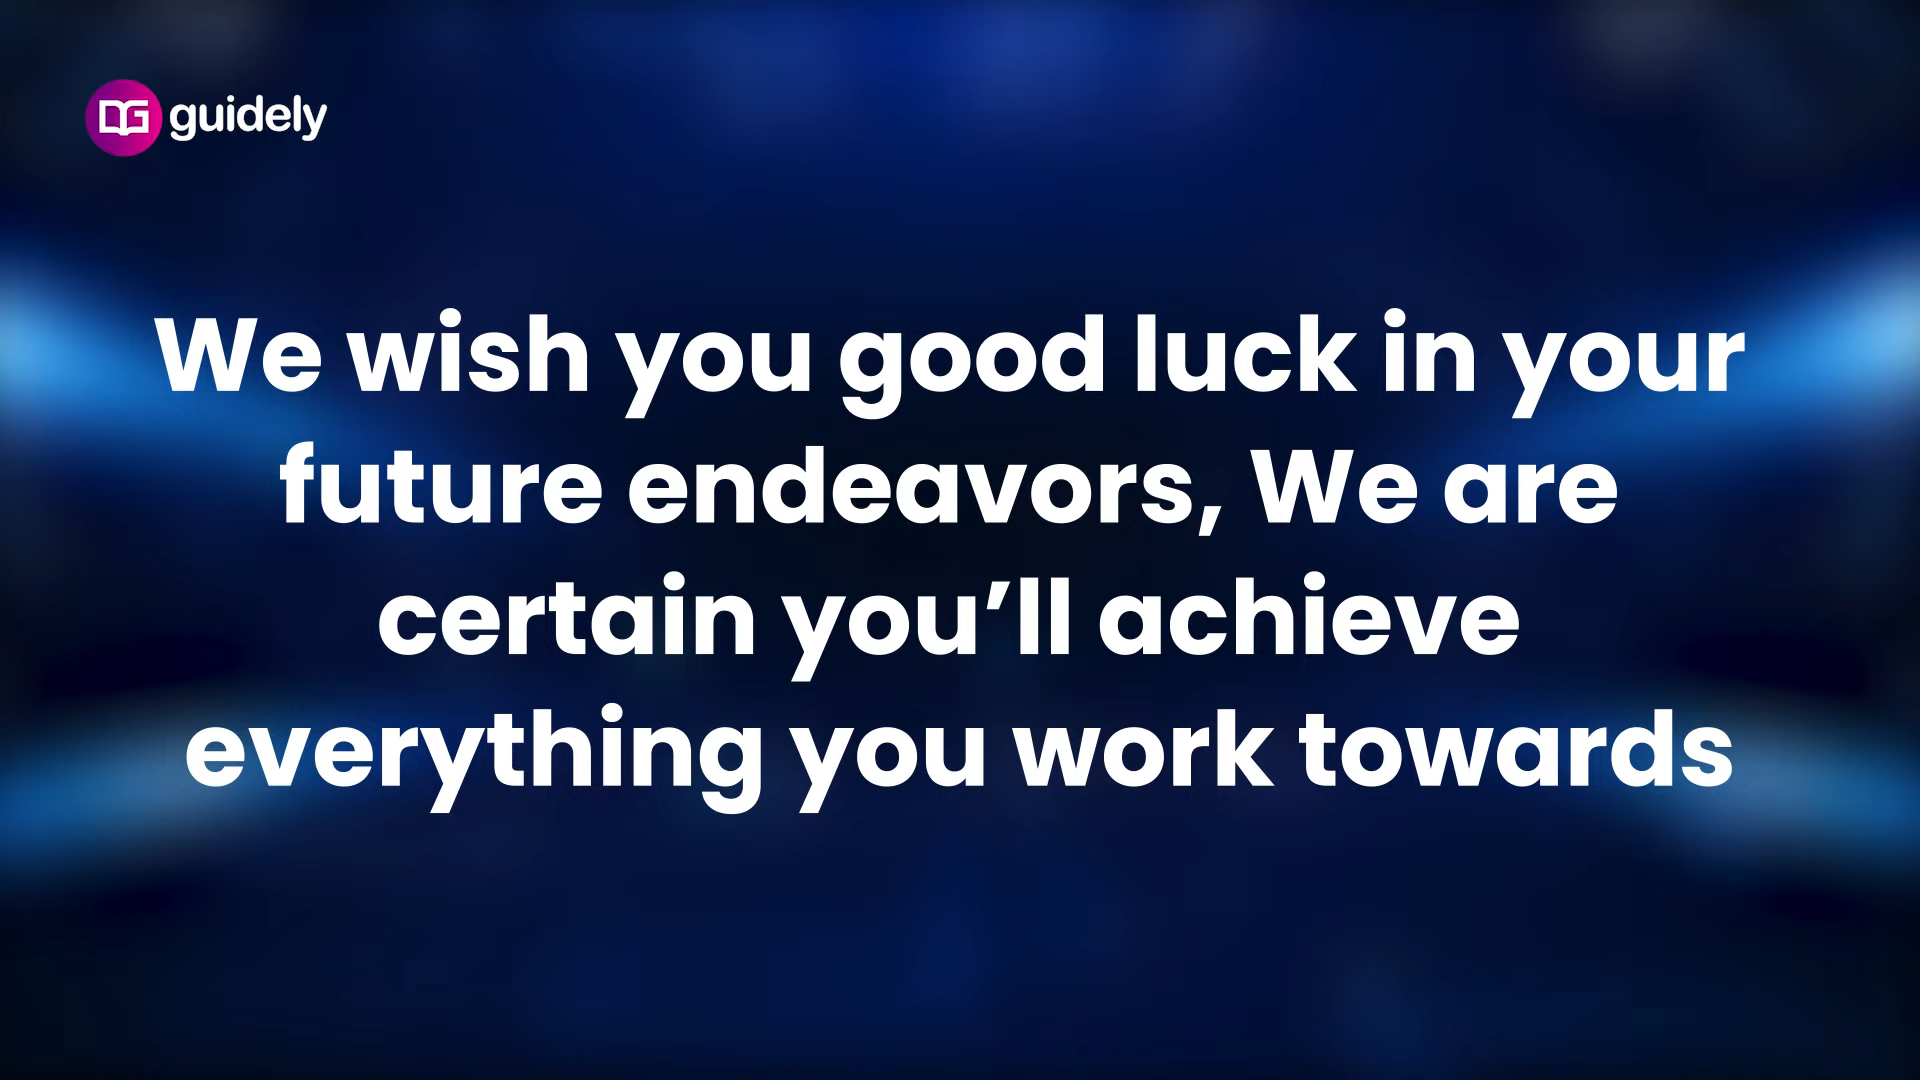 guidely
We wish you good luck in your
future endeavors, We are
certain you’ll achieve
everything you work towards